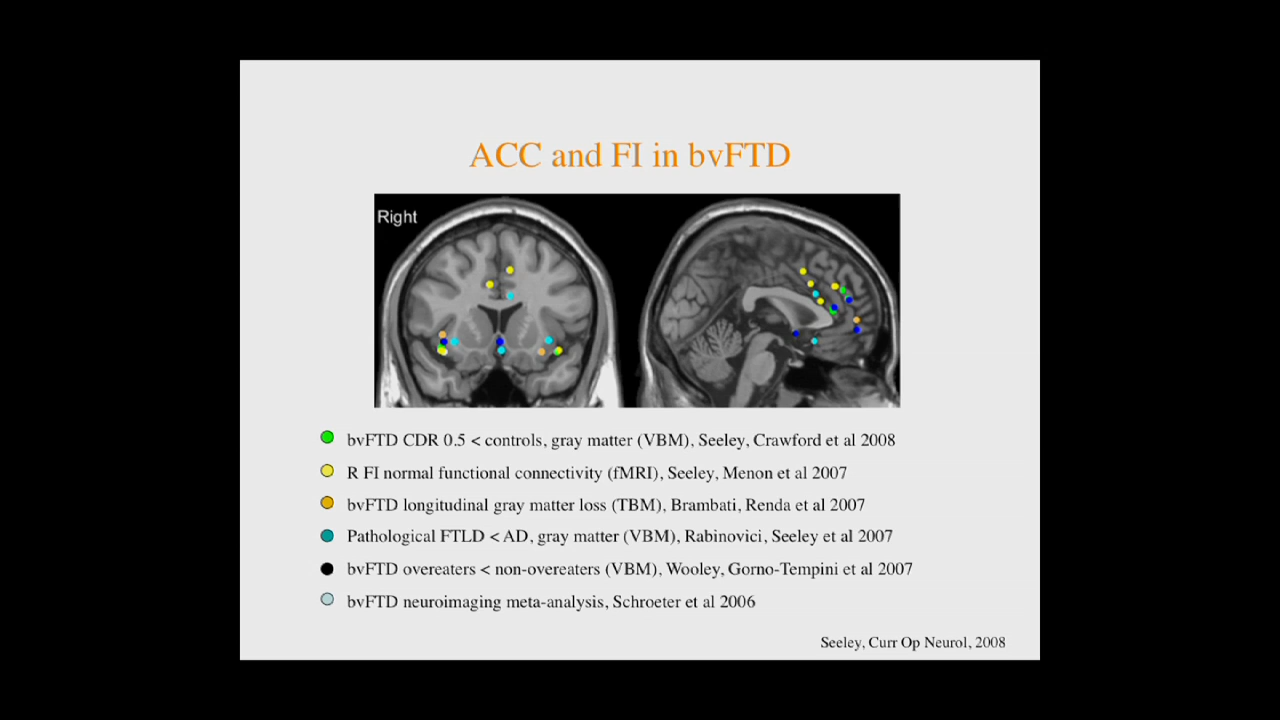 ACC and FI in bvFTD
Right
bvFTD CDR 0.5 < controls, gray matter (VBM), Seeley, Crawford et al 2008
R FI normal functional connectivity (fMRI), Seeley, Menon et al 2007
bvFTD longitudinal gray matter loss (TBM), Brambati, Renda et al 2007
Pathological FTLD < AD, gray matter (VBM), Rabinovici, Seeley et al 2007
bvFTD overeaters < non-overeaters (VBM), Wooley, Gorno-Tempini et al 2007
bvFTD neuroimaging meta-analysis, Schroeter et al 2006
Seeley, Curr Op Neurol, 2008